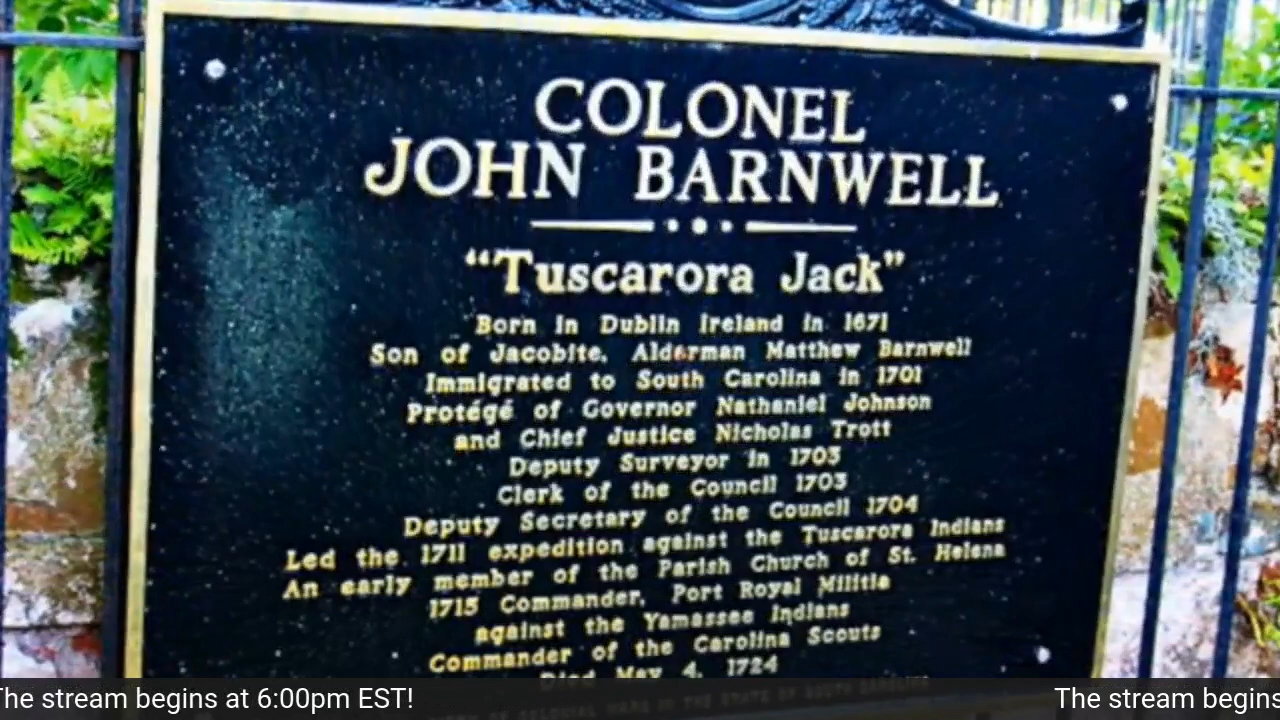 COLONEL
JOHN BARNWELL
"Tuscarora Jack"
Born in Dublin Ireland in 1671
Son of Jacobite, Alderman Matthew Barnwell
Immigrated to South Carolina in 1701
Protégé of Governor Nathaniel Johnson
and Chief Justice Nicholas Trott
Deputy Surveyor in 1703
Clerk of the Council 1703
Deputy Secretary of the Council 1704
Led the 1711 expedition against the Tuscarora Indians
An early member of the Parish Church of St. Helena
1715 Commander, Port Royal Militia
against the Yamassee Indians
Commander of the Carolina Scouts
Died May 4, 1724
The stream begins at 6:00pm EST! The stream begins